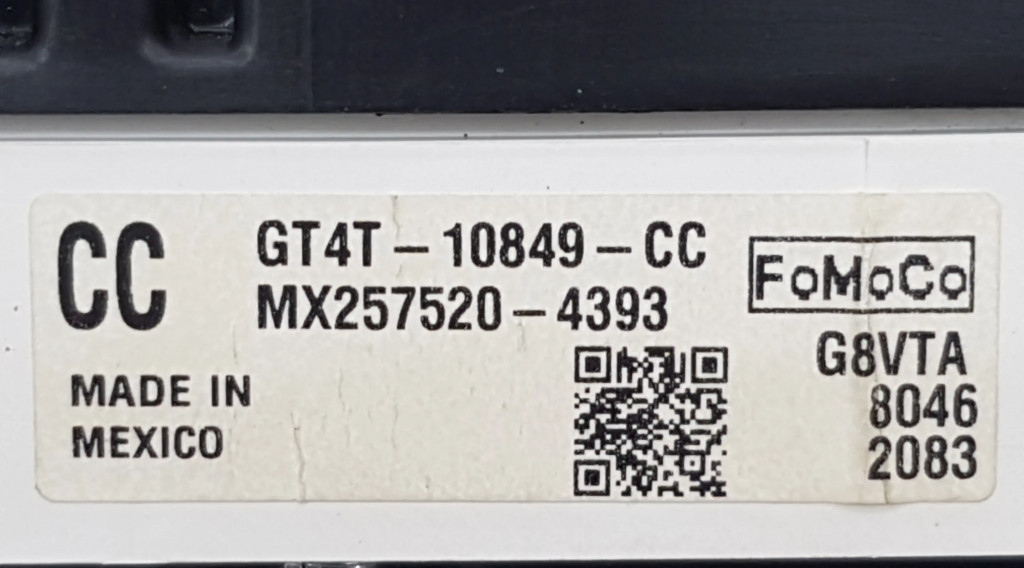 CC
GT4T-10849-CC
MX257520-4393
FoMoCo
G8VTA
8046
2083
MADE IN
MEXICO